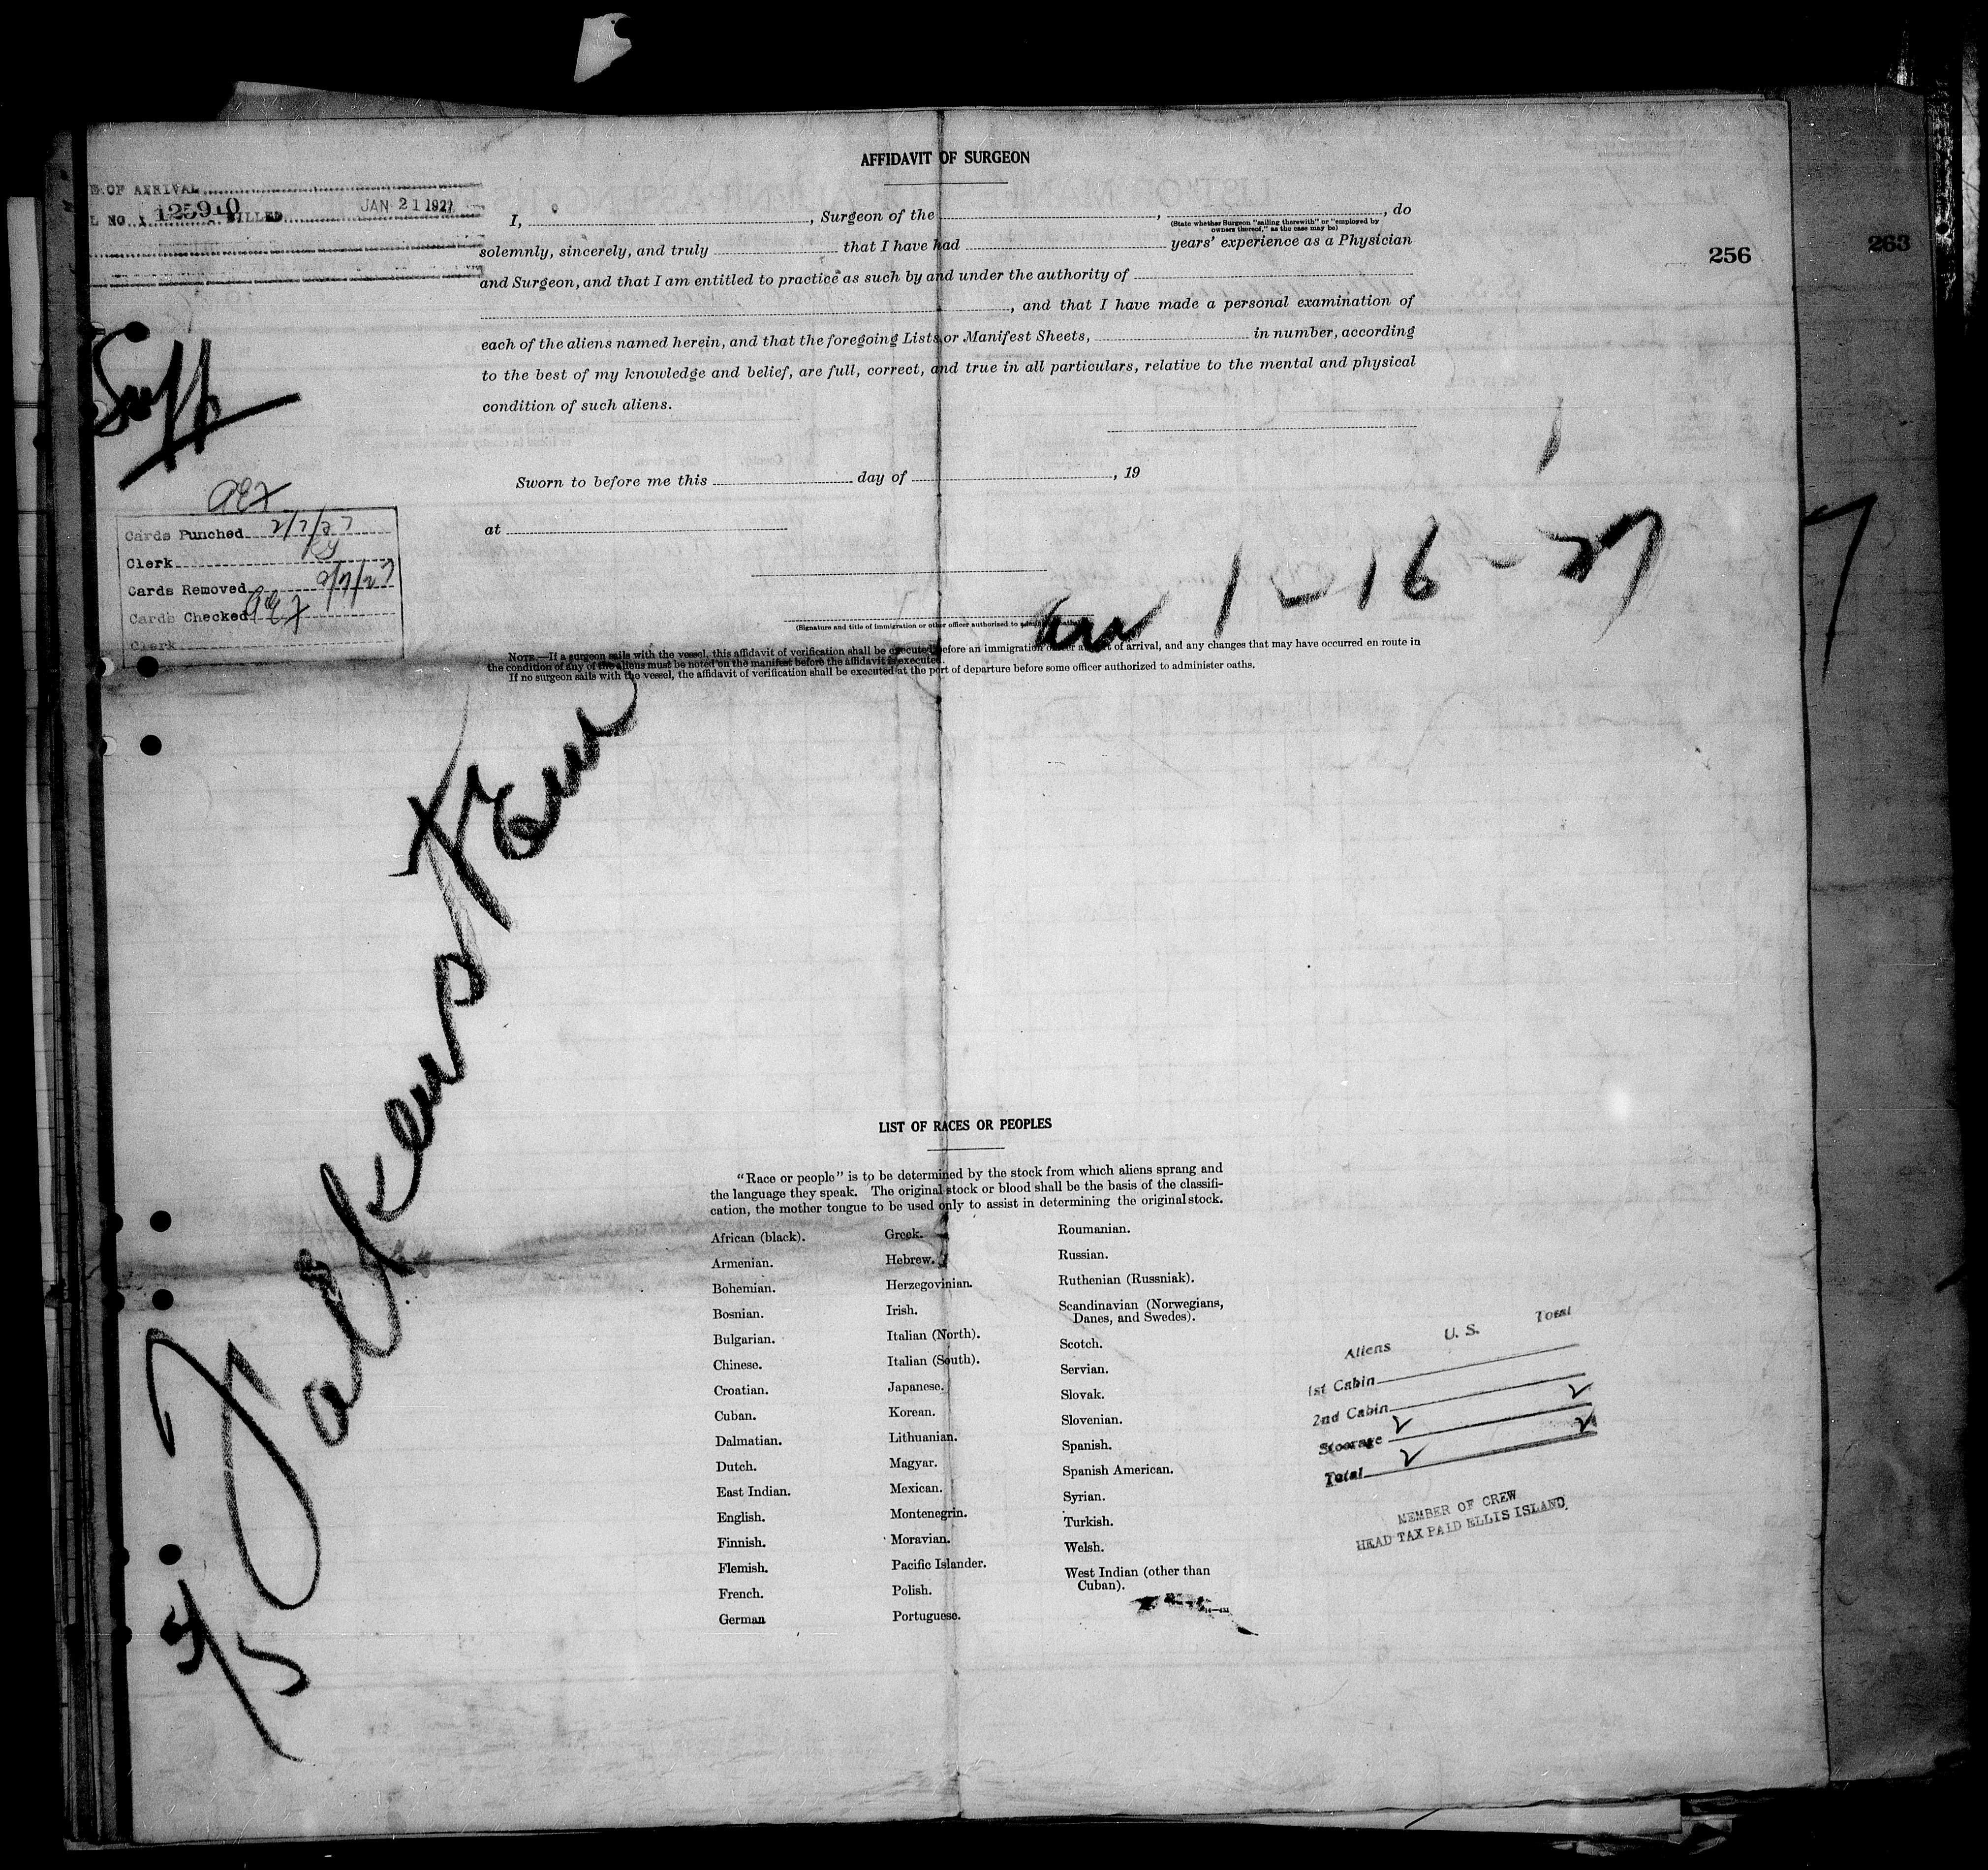 AFFIDAVIT OF SURGEON
E OF ARRIVAL
L NO. 125910 BILLED JAN 21 1927
I, , Surgeon of the , , do
(State whether Surgeon "sailing therewith" or "employed by
owners thereof," as the case may be)
solemnly, sincerely, and truly that I have had years' experience as a Physician
and Surgeon, and that I am entitled to practice as such by and under the authority of
, and that I have made a personal examination of
each of the aliens named herein, and that the foregoing Lists or Manifest Sheets, in number, according
to the best of my knowledge and belief, are full, correct, and true in all particulars, relative to the mental and physical
condition of such aliens.
256
263
Supp
Sworn to before me this day of , 19
at
Cards Punched 2/7/27
Clerk
Cards Removed 2/7/27
Cards Checked
Clerk
arr 1-16-27
(Signature and title of immigration or other officer authorized to
NOTE.—If a surgeon sails with the vessel, this affidavit of verification shall be executed before an immigration officer at port of arrival, and any changes that may have occurred en route in
the condition of any of the aliens must be noted on the manifest before the affidavit is executed.
If no surgeon sails with the vessel, the affidavit of verification shall be executed at the port of departure before some officer authorized to administer oaths.
SS Falkenstein
LIST OF RACES OR PEOPLES
"Race or people" is to be determined by the stock from which aliens sprang and
the language they speak. The original stock or blood shall be the basis of the classifi-
cation, the mother tongue to be used only to assist in determining the original stock.
African (black).
Armenian.
Bohemian.
Bosnian.
Bulgarian.
Chinese.
Croatian.
Cuban.
Dalmatian.
Dutch.
East Indian.
English.
Finnish.
Flemish.
French.
German
Greek.
Hebrew.
Herzegovinian.
Irish.
Italian (North).
Italian (South).
Japanese.
Korean.
Lithuanian.
Magyar.
Mexican.
Montenegrin.
Moravian.
Pacific Islander.
Polish.
Portuguese.
Roumanian.
Russian.
Ruthenian (Russniak).
Scandinavian (Norwegians,
Danes, and Swedes).
Scotch.
Servian.
Slovak.
Slovenian.
Spanish.
Spanish American.
Syrian.
Turkish.
Welsh.
West Indian (other than
Cuban).
Aliens U. S. Total
1st Cabin
2nd Cabin
Steerage 2 2
Total 2 2
MEMBER OF CREW
HEAD TAX PAID ELLIS ISLAND.